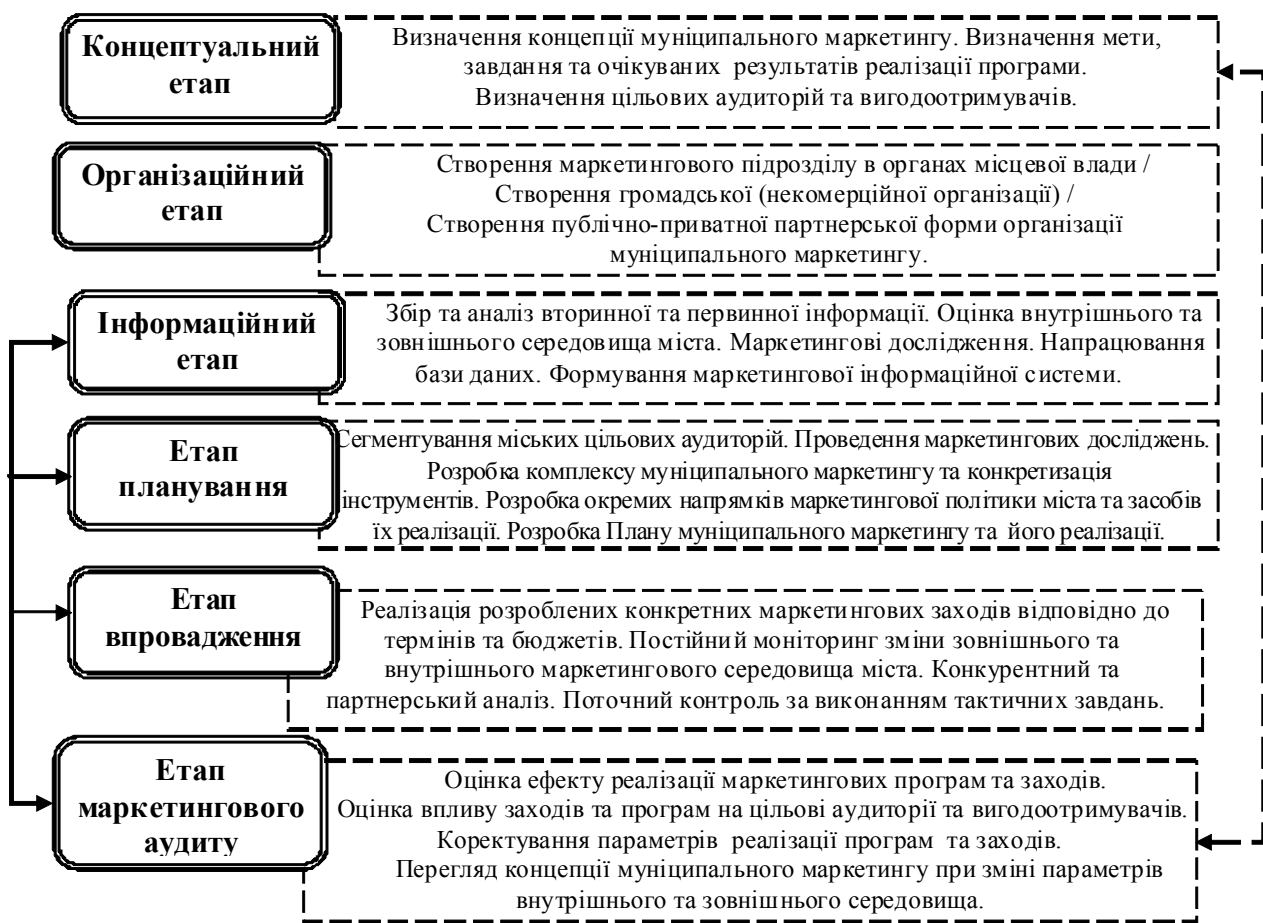 Концептуальний
етап
Визначення концепції муніципального маркетингу. Визначення мети,
завдання та очікуваних результатів реалізації програми.
Визначення цільових аудиторій та вигодоотримувачів.
Організаційний
етап
Створення маркетингового підрозділу в органах місцевої влади /
Створення громадської (некомерційної організації) /
Створення публічно-приватної партнерської форми організації
муніципального маркетингу.
Інформаційний
етап
Збір та аналіз вторинної та первинної інформації. Оцінка внутрішнього та
зовнішнього середовища міста. Маркетингові дослідження. Напрацювання
бази даних. Формування маркетингової інформаційної системи.
Етап
планування
Сегментування міських цільових аудиторій. Проведення маркетингових досліджень.
Розробка комплексу муніципального маркетингу та конкретизація
інструментів. Розробка окремих напрямків маркетингової політики міста та засобів
їх реалізації. Розробка Плану муніципального маркетингу та його реалізації.
Етап
впровадження
Реалізація розроблених конкретних маркетингових заходів відповідно до
термінів та бюджетів. Постійний моніторинг зміни зовнішнього та
внутрішнього маркетингового середовища міста. Конкурентний та
партнерський аналіз. Поточний контроль за виконанням тактичних завдань.
Етап
маркетингового
аудиту
Оцінка ефекту реалізації маркетингових програм та заходів.
Оцінка впливу заходів та програм на цільові аудиторії та вигодоотримувачів.
Коректування параметрів реалізації програм та заходів.
Перегляд концепції муніципального маркетингу при зміні параметрів
внутрішнього та зовнішнього середовища.